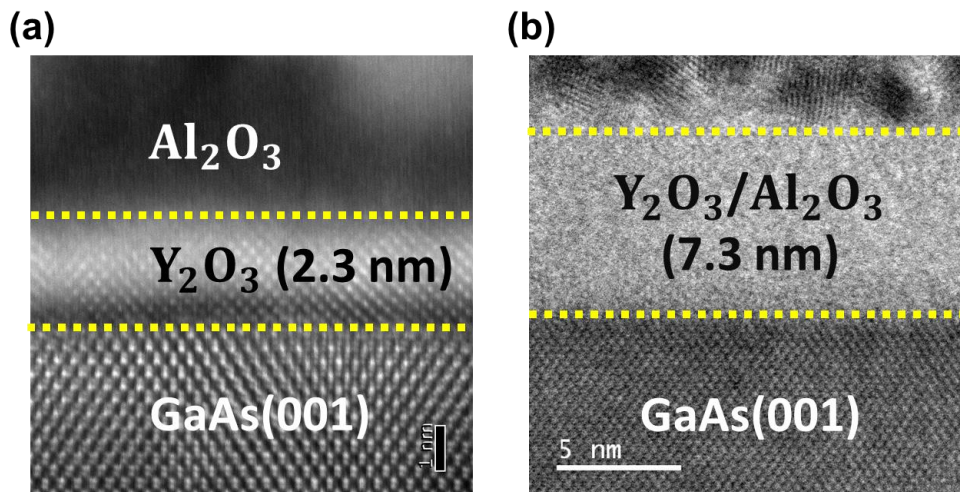 (a)
(b)
Al₂O₃
Y₂O₃ (2.3 nm)
GaAs(001)
1 nm
Y₂O₃/Al₂O₃
(7.3 nm)
GaAs(001)
5 nm